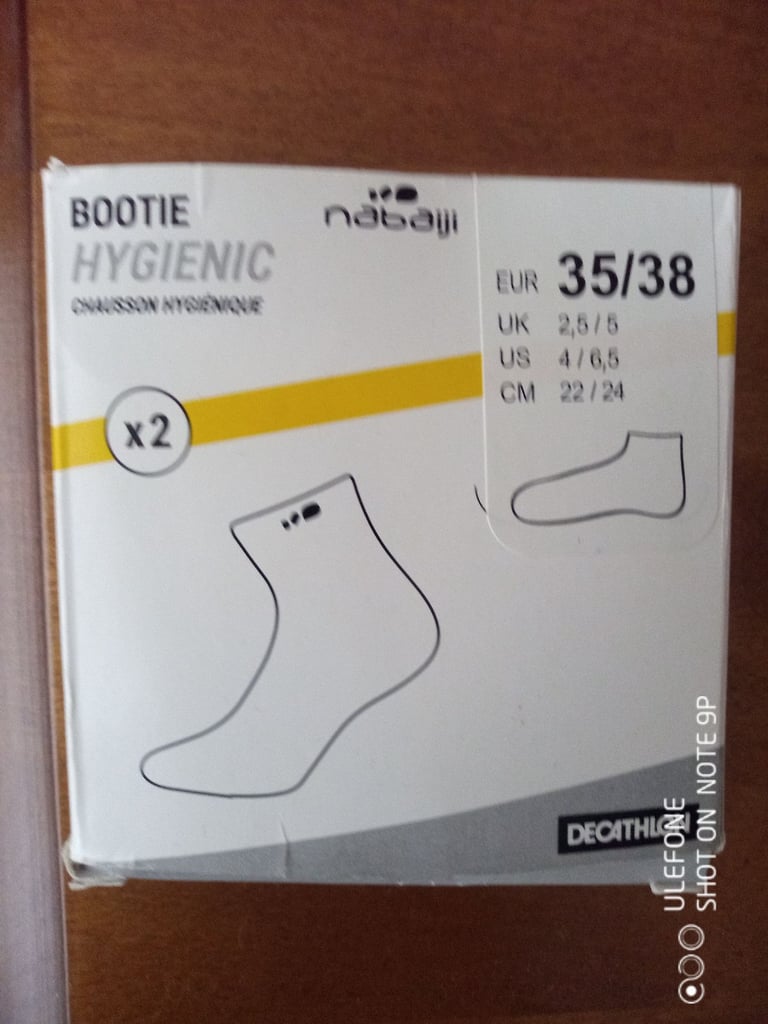 BOOTIE
HYGIENIC
CHAUSSON HYGIÉNIQUE
nabaiji
EUR 35/38
UK 2,5 / 5
US 4 / 6,5
CM 22 / 24
x2
DECATHLON
ULEFONE
SHOT ON NOTE 9P